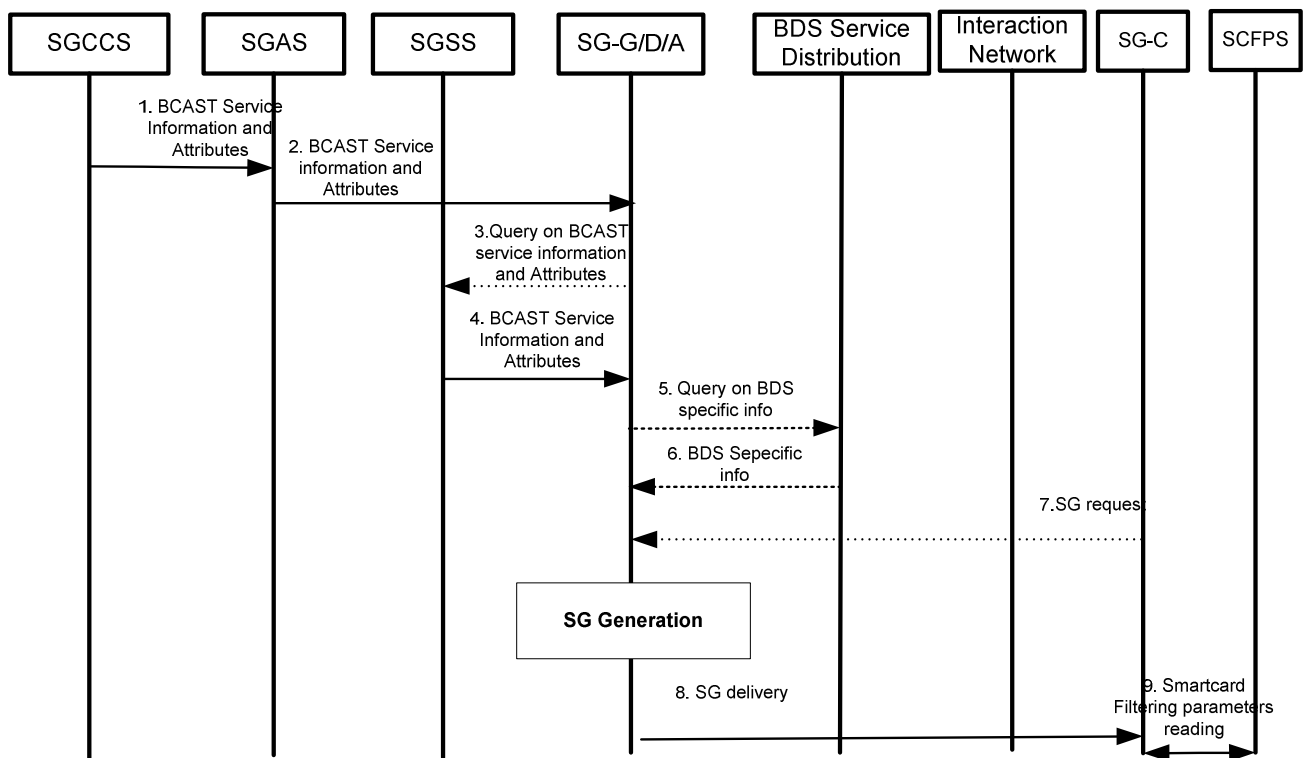 SGCCS
SGAS
SGSS
SG-G/D/A
BDS Service
Distribution
Interaction
Network
SG-C
SCFPS
1. BCAST Service
Information and
Attributes
2. BCAST Service
information and
Attributes
3.Query on BCAST
service information
and Attributes
4. BCAST Service
Information and
Attributes
5. Query on BDS
specific info
6. BDS Sepecific
info
7.SG request
SG Generation
8. SG delivery
9. Smartcard
Filtering parameters
reading